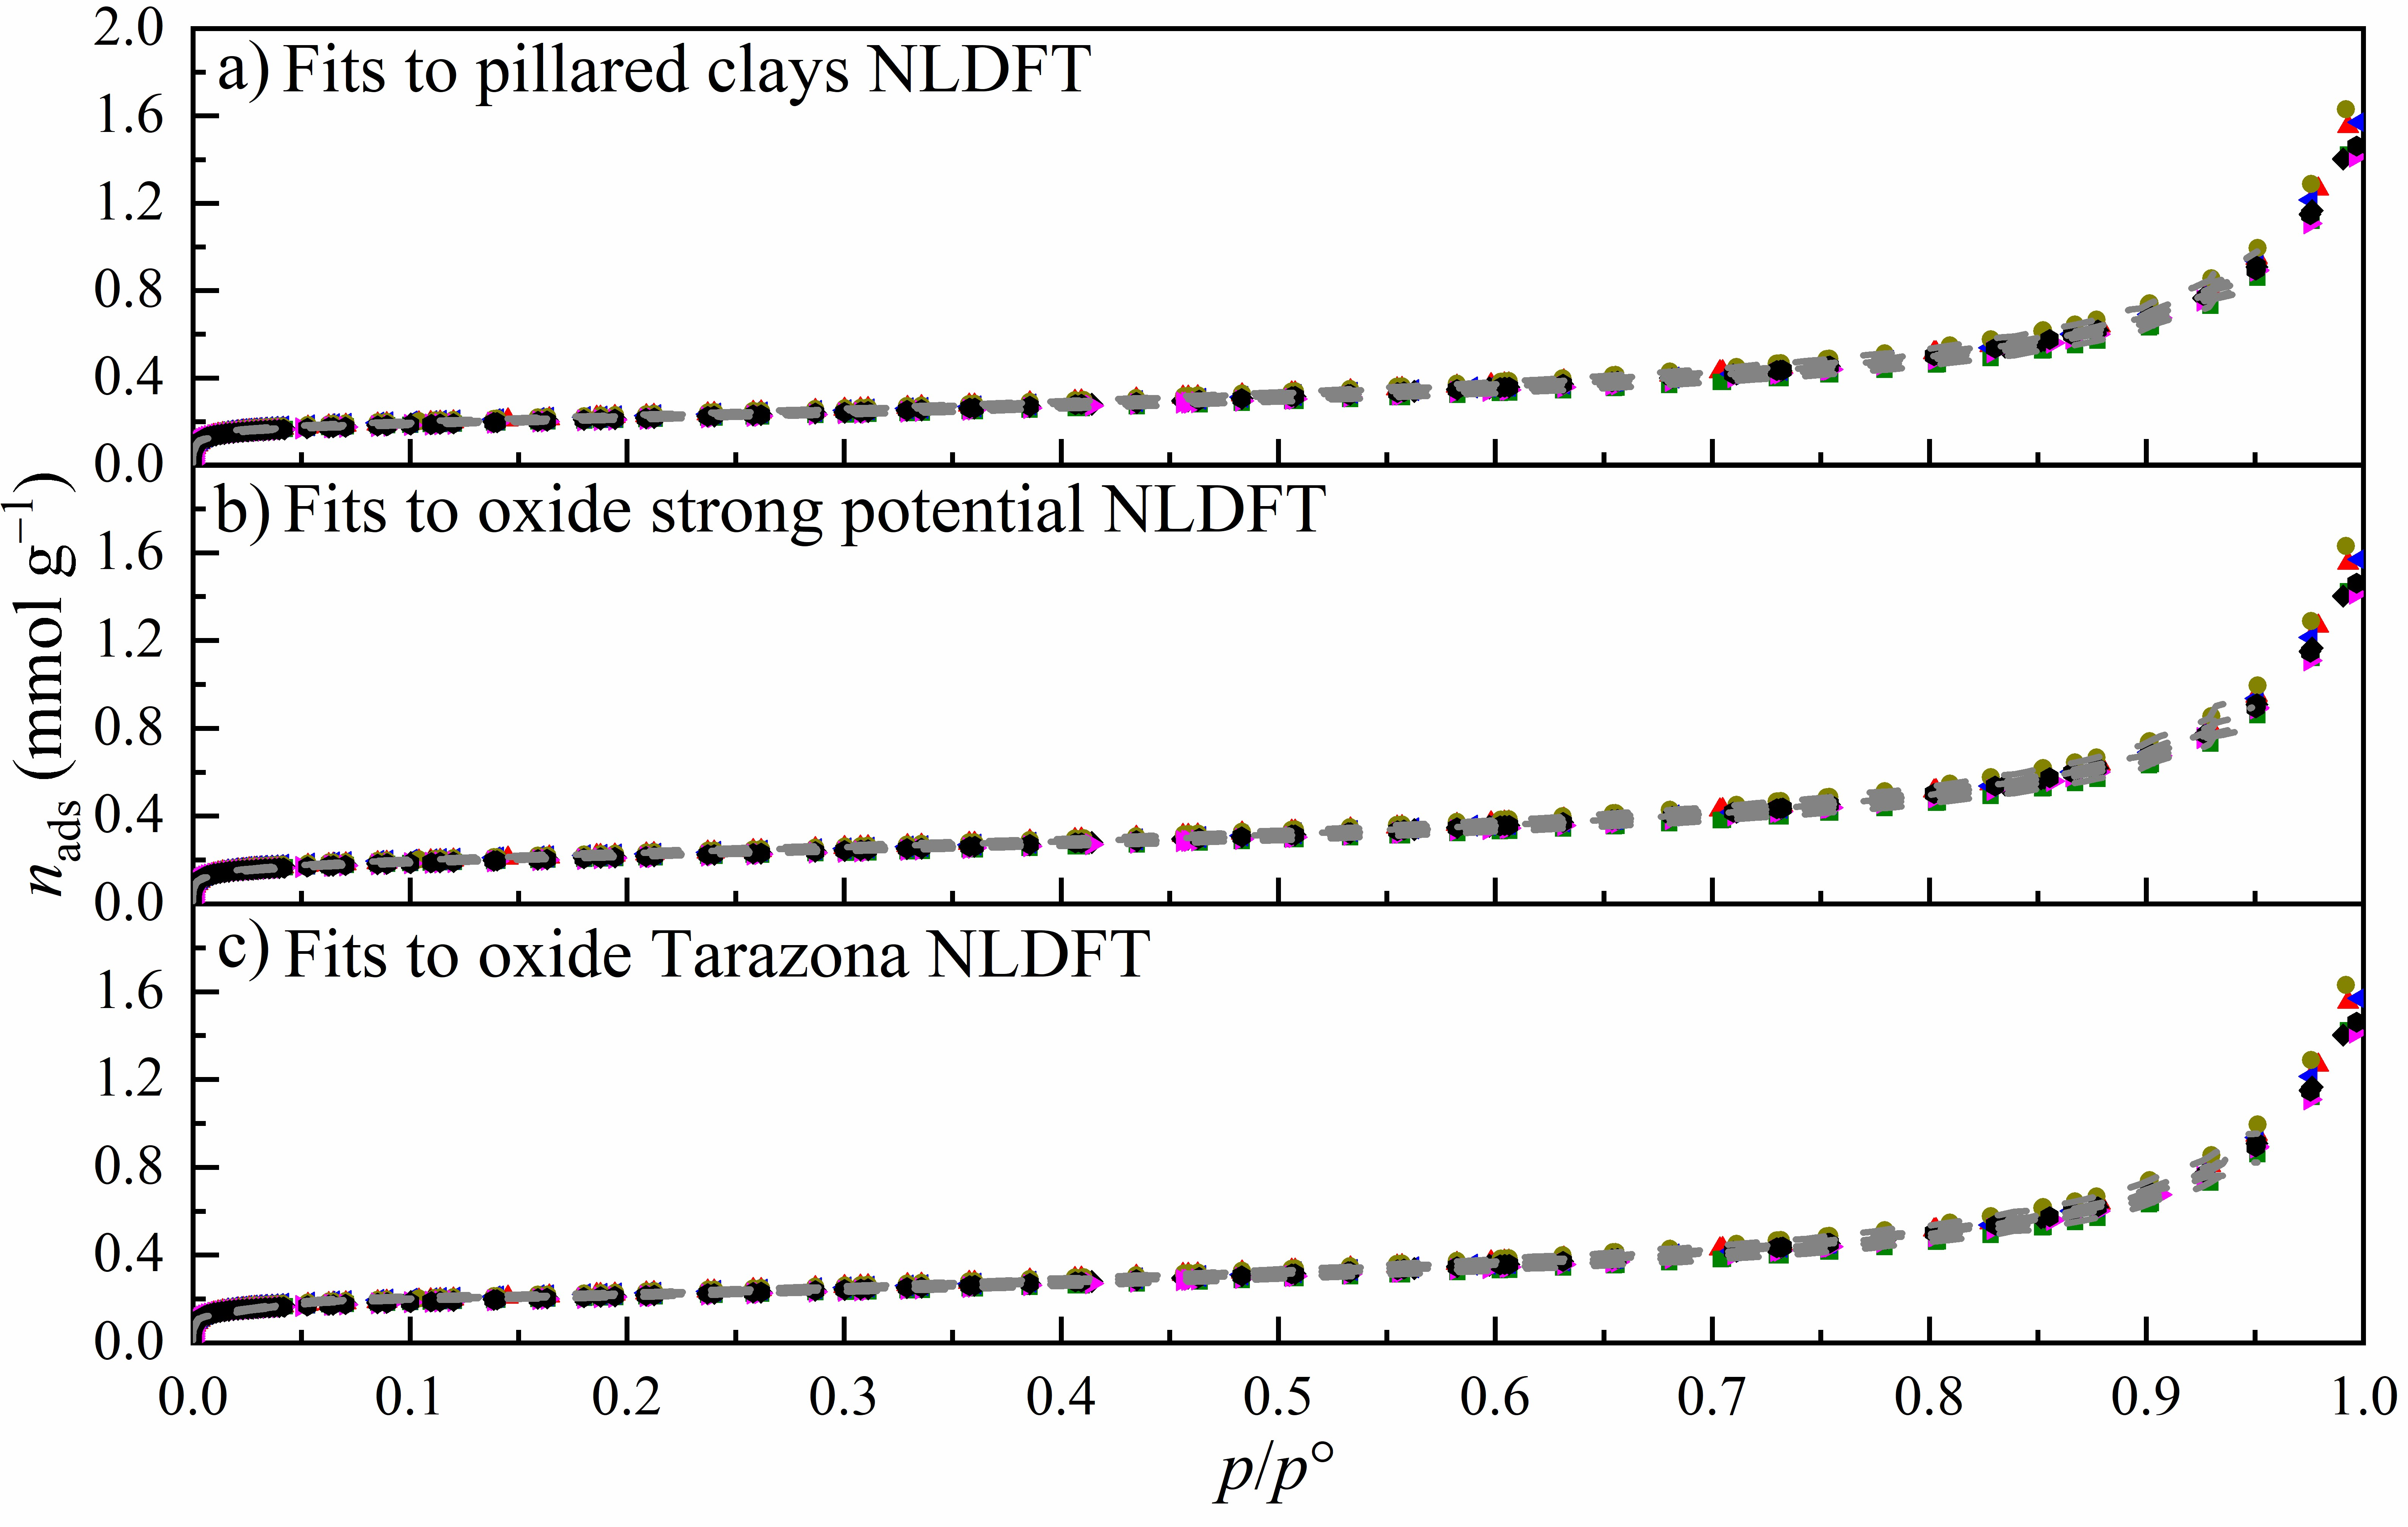 2.0
a) Fits to pillared clays NLDFT
1.6
1.2
0.8
0.4
0.0
b) Fits to oxide strong potential NLDFT
1.6
1.2
0.8
0.4
0.0
c) Fits to oxide Tarazona NLDFT
1.6
1.2
0.8
0.4
0.0
n_ads (mmol g⁻¹)
0.0 0.1 0.2 0.3 0.4 0.5 0.6 0.7 0.8 0.9 1.0
p/p°